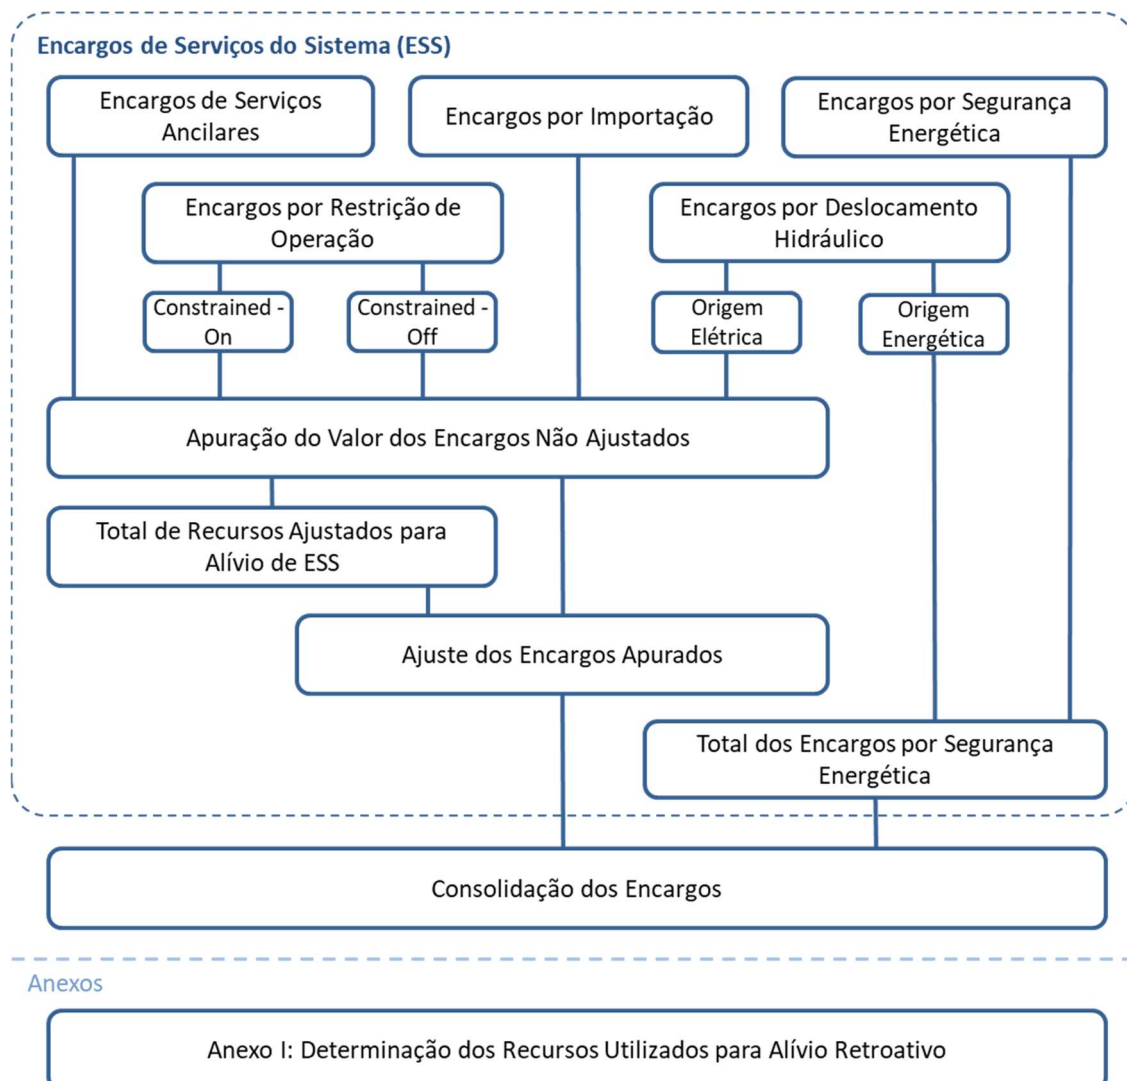 Encargos de Serviços do Sistema (ESS)
Encargos de Serviços
Ancilares
Encargos por Importação
Encargos por Segurança
Energética
Encargos por Restrição de
Operação
Encargos por Deslocamento
Hidráulico
Constrained -
On
Constrained -
Off
Origem
Elétrica
Origem
Energética
Apuração do Valor dos Encargos Não Ajustados
Total de Recursos Ajustados para
Alívio de ESS
Ajuste dos Encargos Apurados
Total dos Encargos por Segurança
Energética
Consolidação dos Encargos
Anexos
Anexo I: Determinação dos Recursos Utilizados para Alívio Retroativo